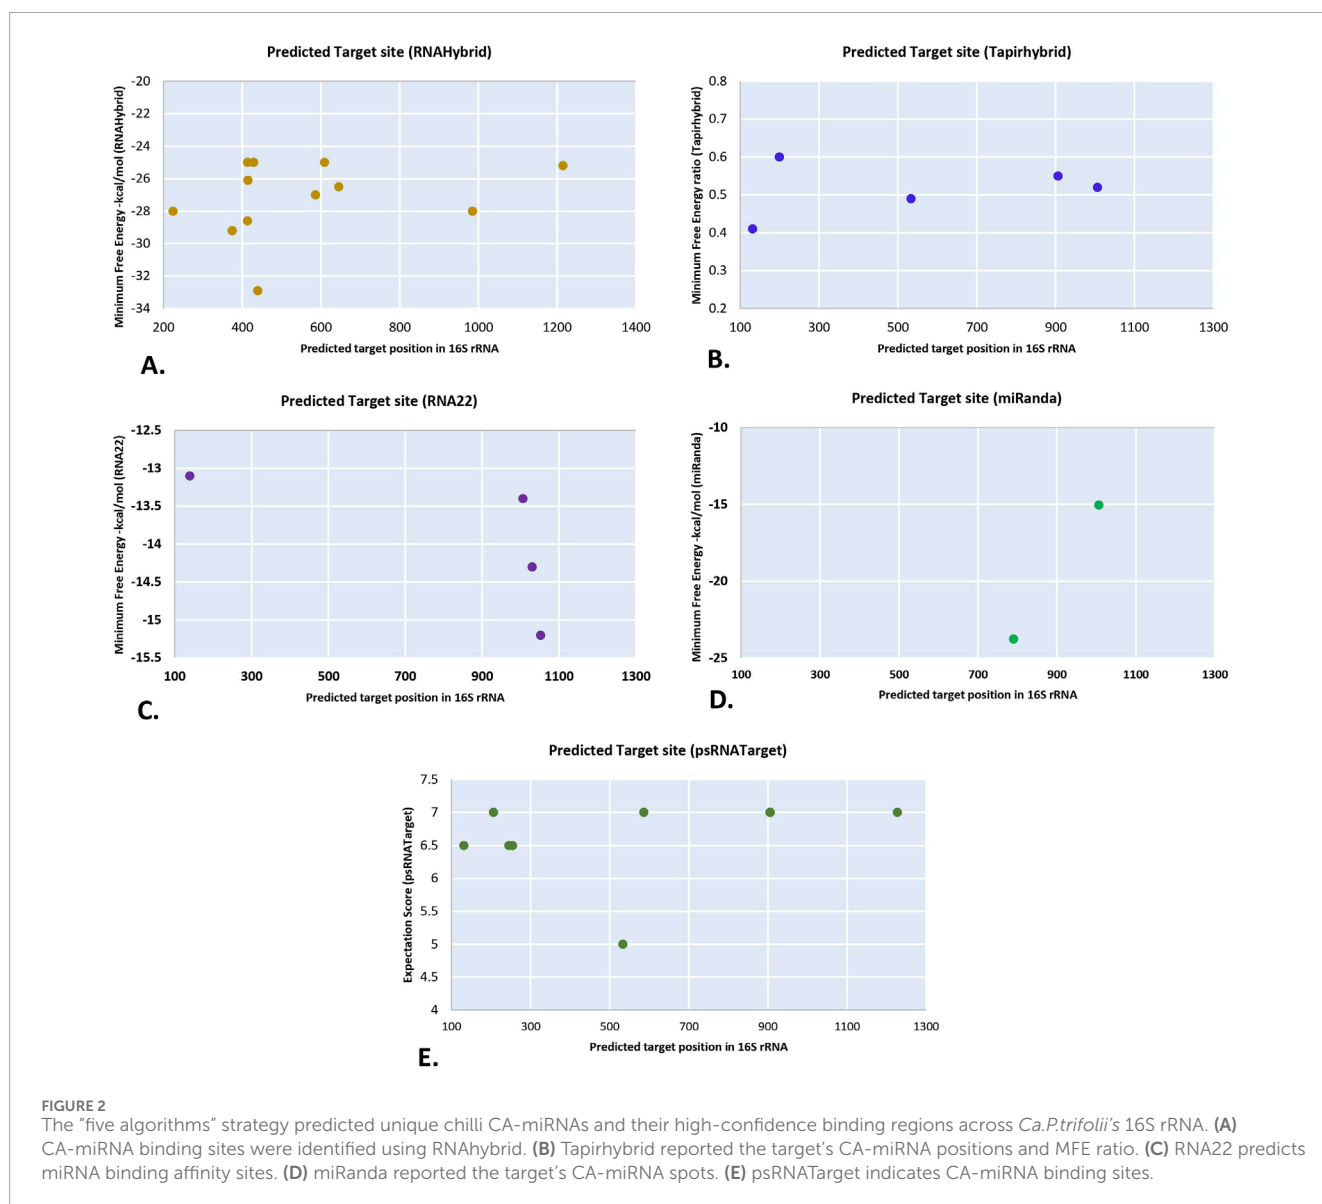 Predicted Target site (RNAHybrid)
Minimum Free Energy -kcal/mol (RNAHybrid)
-20
-22
-24
-26
-28
-30
-32
-34
200
400
600
800
1000
1200
1400
Predicted target position in 16S rRNA
A.
Predicted Target site (Tapirhybrid)
Minimum Free Energy ratio (Tapirhybrid)
0.8
0.7
0.6
0.5
0.4
0.3
0.2
100
300
500
700
900
1100
1300
Predicted target position in 16S rRNA
B.
Predicted Target site (RNA22)
Minimum Free Energy -kcal/mol (RNA22)
-12.5
-13
-13.5
-14
-14.5
-15
-15.5
100
300
500
700
900
1100
1300
Predicted target position in 16S rRNA
C.
Predicted Target site (miRanda)
Minimum Free Energy -kcal/mol (miRanda)
-10
-15
-20
-25
100
300
500
700
900
1100
1300
Predicted target position in 16S rRNA
D.
Predicted Target site (psRNATarget)
Expectation Score (psRNATarget)
7.5
7
6.5
6
5.5
5
4.5
4
100
300
500
700
900
1100
1300
Predicted target position in 16S rRNA
E.
FIGURE 2
The "five algorithms" strategy predicted unique chilli CA-miRNAs and their high-confidence binding regions across Ca.P.trifolii's 16S rRNA. (A)
CA-miRNA binding sites were identified using RNAhybrid. (B) Tapirhybrid reported the target's CA-miRNA positions and MFE ratio. (C) RNA22 predicts
miRNA binding affinity sites. (D) miRanda reported the target's CA-miRNA spots. (E) psRNATarget indicates CA-miRNA binding sites.